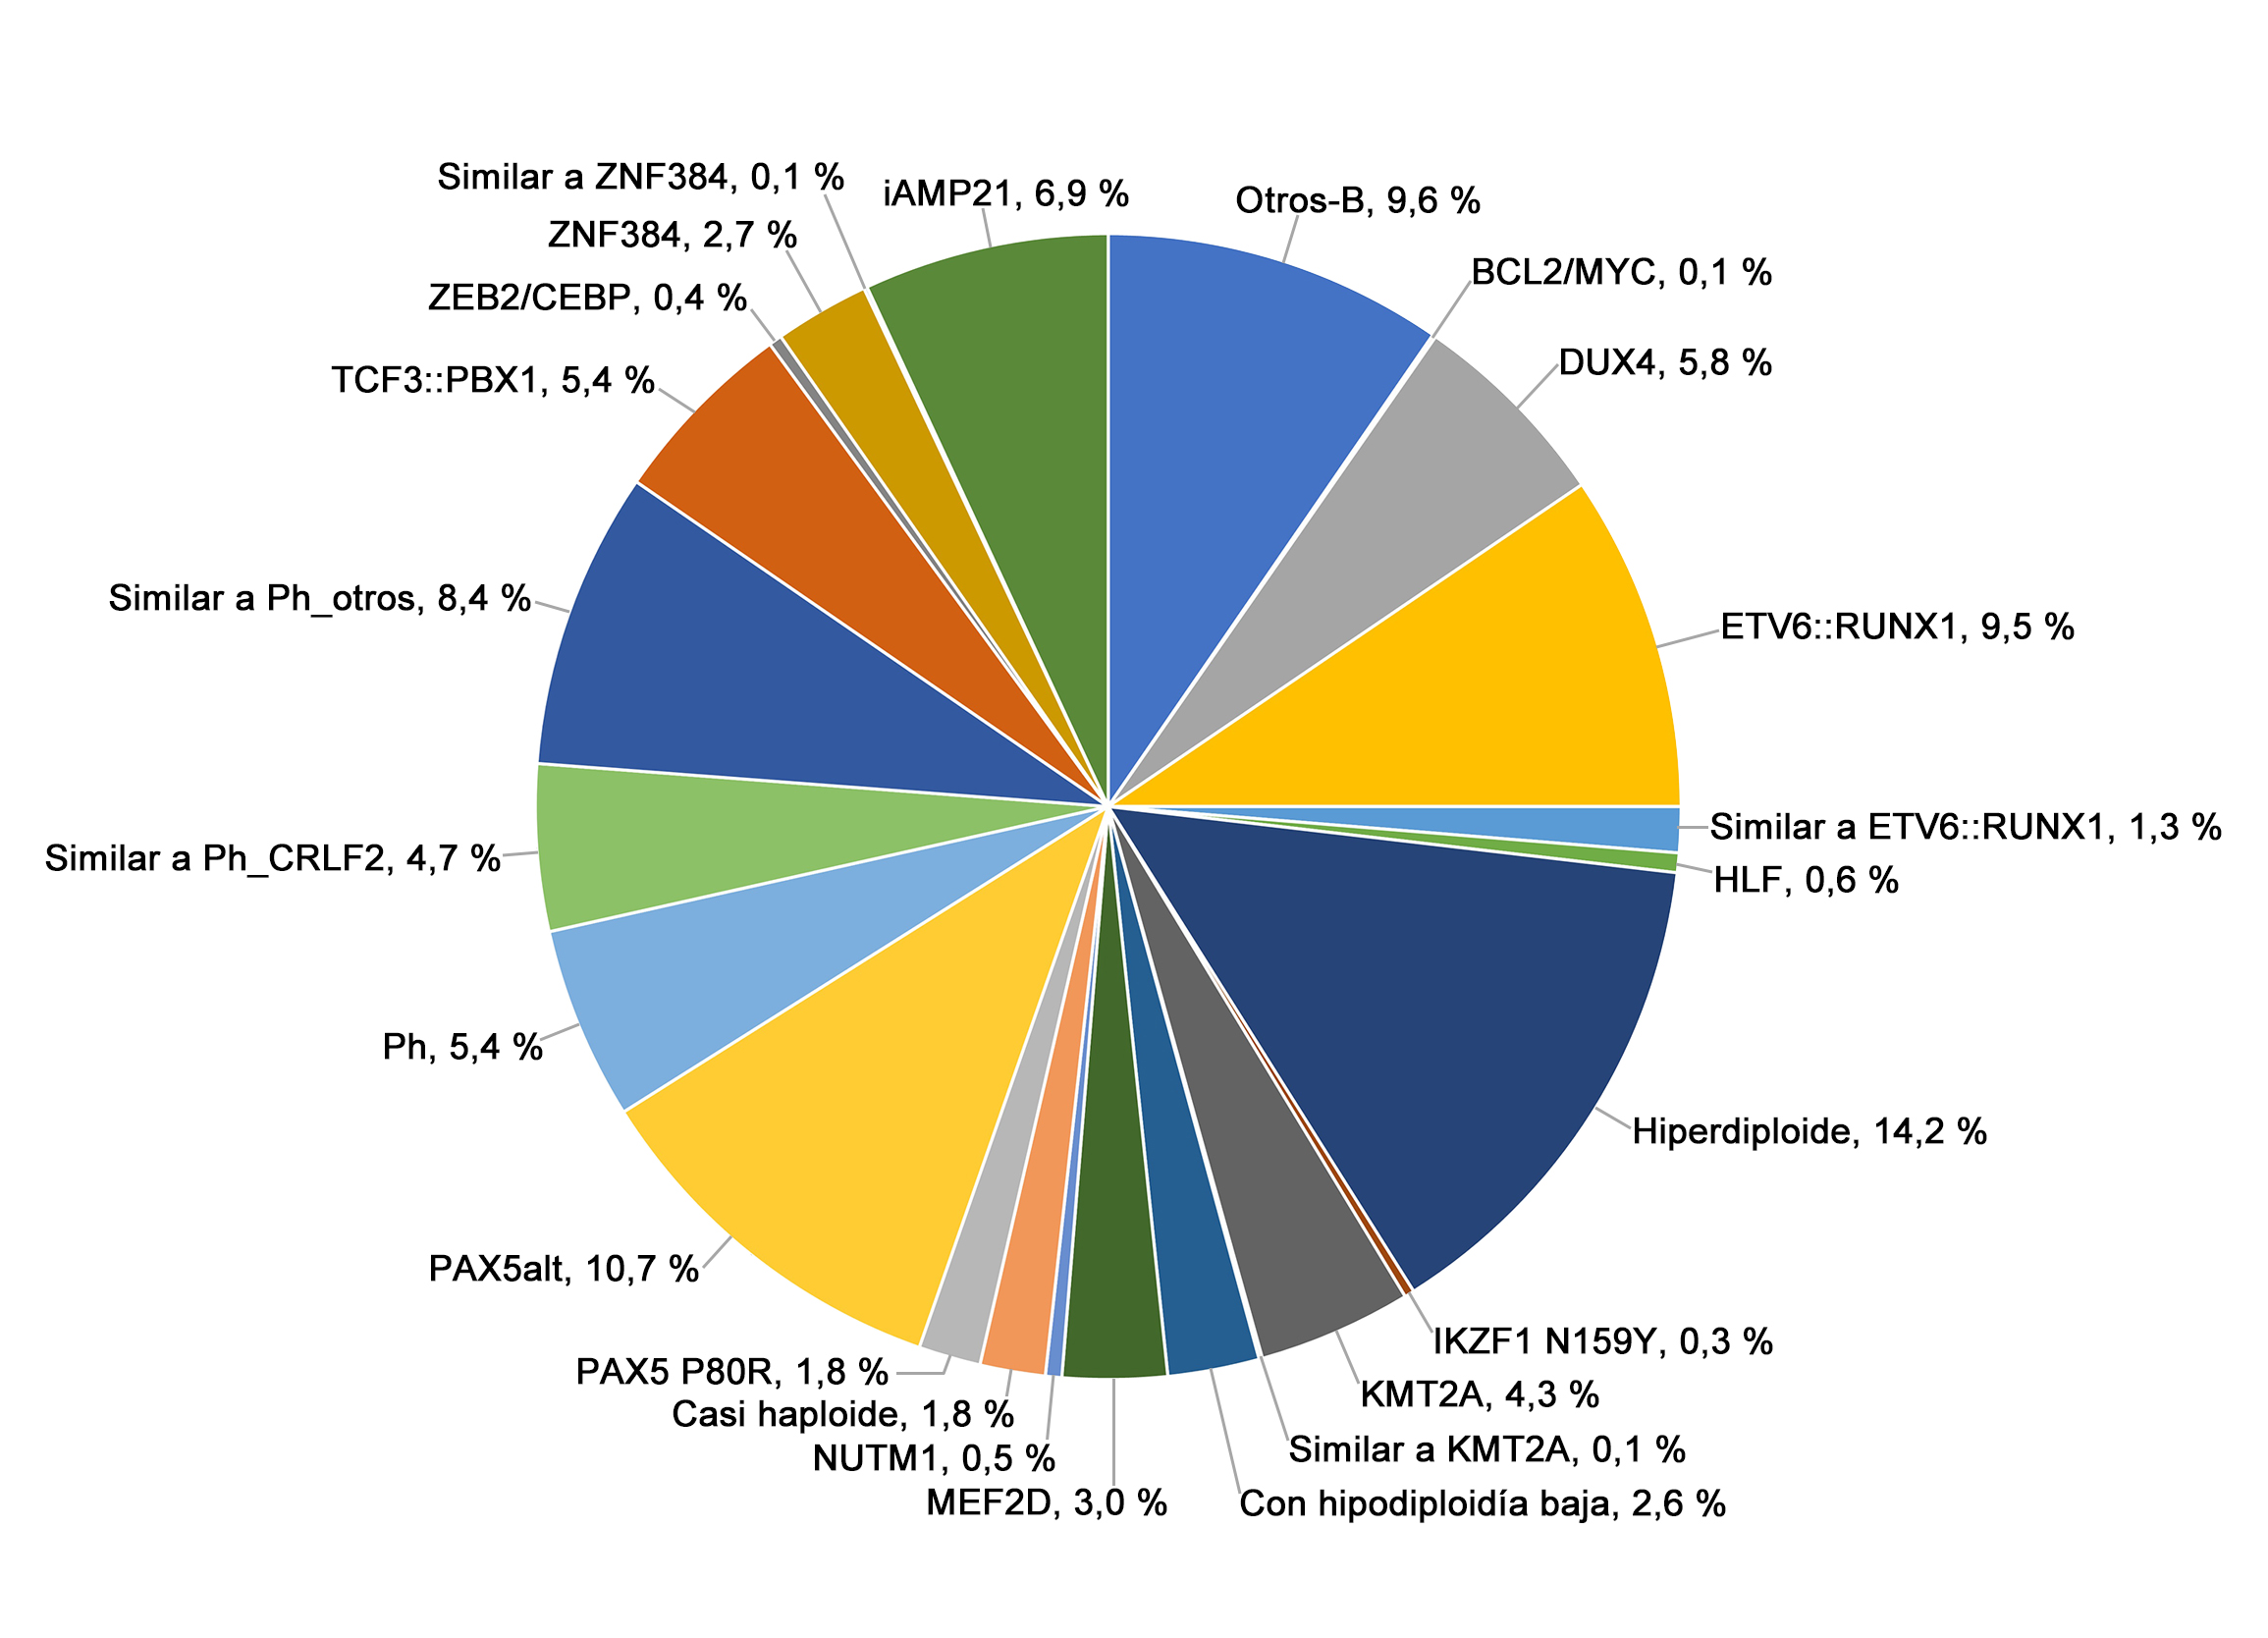 Similar a ZNF384, 0,1 %
iAMP21, 6,9 %
Otros-B, 9,6 %
ZNF384, 2,7 %
BCL2/MYC, 0,1 %
ZEB2/CEBP, 0,4 %
DUX4, 5,8 %
TCF3::PBX1, 5,4 %
Similar a Ph_otros, 8,4 %
ETV6::RUNX1, 9,5 %
Similar a ETV6::RUNX1, 1,3 %
Similar a Ph_CRLF2, 4,7 %
HLF, 0,6 %
Ph, 5,4 %
Hiperdiploide, 14,2 %
PAX5alt, 10,7 %
IKZF1 N159Y, 0,3 %
PAX5 P80R, 1,8 %
KMT2A, 4,3 %
Casi haploide, 1,8 %
Similar a KMT2A, 0,1 %
NUTM1, 0,5 %
MEF2D, 3,0 %
Con hipodiploidía baja, 2,6 %